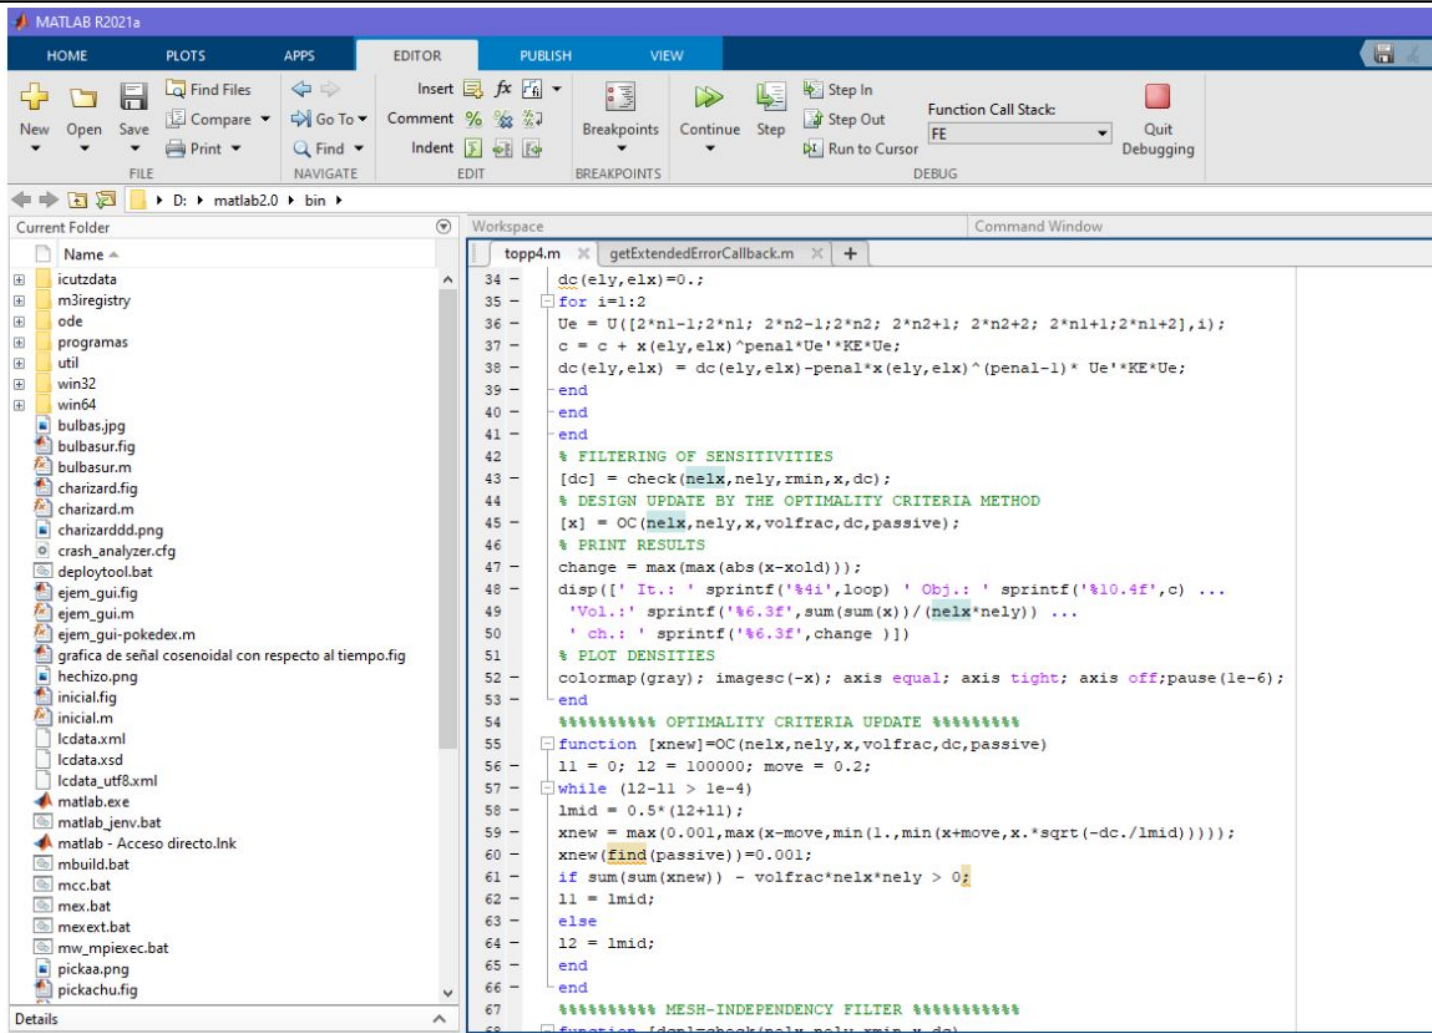 MATLAB R2021a
HOME PLOTS APPS EDITOR PUBLISH VIEW
New Open Save Find Files Compare Print
FILE
Go To Find
NAVIGATE
Insert fx
Comment
Indent
EDIT
Breakpoints
BREAKPOINTS
Continue Step Step In Step Out Run to Cursor
Function Call Stack:
FE
Quit Debugging
DEBUG
D: matlab2.0 bin
Current Folder
Name
icutzdata
m3iregistry
ode
programas
util
win32
win64
bulbas.jpg
bulbasur.fig
bulbasur.m
charizard.fig
charizard.m
charizarddd.png
crash_analyzer.cfg
deploytool.bat
ejem_gui.fig
ejem_gui.m
ejem_gui-pokedex.m
grafica de señal cosenoidal con respecto al tiempo.fig
hechizo.png
inicial.fig
inicial.m
lcdata.xml
lcdata.xsd
lcdata_utf8.xml
matlab.exe
matlab_jenv.bat
matlab - Acceso directo.lnk
mbuild.bat
mcc.bat
mex.bat
mexext.bat
mw_mpiexec.bat
pickaa.png
pickachu.fig
Details
Workspace
Command Window
topp4.m getExtendedErrorCallback.m
34 – dc(ely,elx)=0.;
35 – for i=1:2
36 – Ue = U([2*n1-1;2*n1; 2*n2-1;2*n2; 2*n2+1; 2*n2+2; 2*n1+1;2*n1+2],i);
37 – c = c + x(ely,elx)^penal*Ue'*KE*Ue;
38 – dc(ely,elx) = dc(ely,elx)-penal*x(ely,elx)^(penal-1)* Ue'*KE*Ue;
39 – end
40 – end
41 – end
42 % FILTERING OF SENSITIVITIES
43 – [dc] = check(nelx,nely,rmin,x,dc);
44 % DESIGN UPDATE BY THE OPTIMALITY CRITERIA METHOD
45 – [x] = OC(nelx,nely,x,volfrac,dc,passive);
46 % PRINT RESULTS
47 – change = max(max(abs(x-xold)));
48 – disp([' It.: ' sprintf('%4i',loop) ' Obj.: ' sprintf('%10.4f',c) ...
49 'Vol.:' sprintf('%6.3f',sum(sum(x))/(nelx*nely)) ...
50 ' ch.: ' sprintf('%6.3f',change )])
51 % PLOT DENSITIES
52 – colormap(gray); imagesc(-x); axis equal; axis tight; axis off;pause(1e-6);
53 – end
54 %%%%%%%%%% OPTIMALITY CRITERIA UPDATE %%%%%%%%%
55 function [xnew]=OC(nelx,nely,x,volfrac,dc,passive)
56 – l1 = 0; l2 = 100000; move = 0.2;
57 – while (l2-l1 > 1e-4)
58 – lmid = 0.5*(l2+l1);
59 – xnew = max(0.001,max(x-move,min(1.,min(x+move,x.*sqrt(-dc./lmid)))));
60 – xnew(find(passive))=0.001;
61 – if sum(sum(xnew)) - volfrac*nelx*nely > 0;
62 – l1 = lmid;
63 – else
64 – l2 = lmid;
65 – end
66 – end
67 %%%%%%%%%% MESH-INDEPENDENCY FILTER %%%%%%%%%%%
68 function [dcn]=check(nelx,nely,rmin,x,dc)